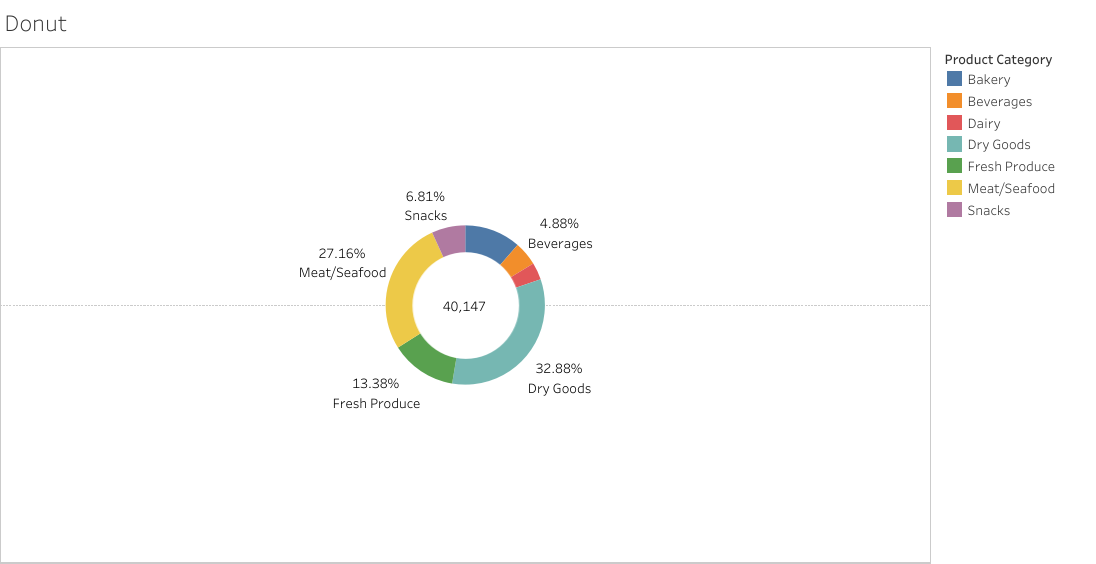 Donut
Product Category
Bakery
Beverages
Dairy
Dry Goods
Fresh Produce
Meat/Seafood
Snacks
6.81%
Snacks
4.88%
Beverages
27.16%
Meat/Seafood
40,147
32.88%
Dry Goods
13.38%
Fresh Produce